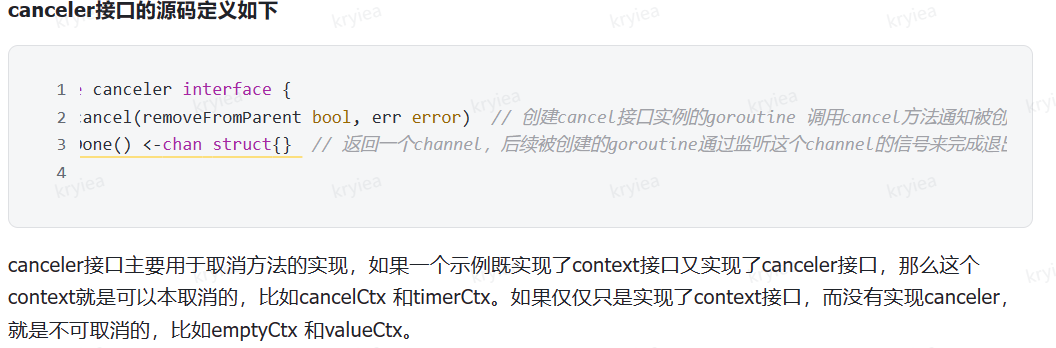 canceler接口的源码定义如下
1 canceler interface {
2 cancel(removeFromParent bool, err error) // 创建cancel接口实例的goroutine 调用cancel方法通知被创
3 Done() <-chan struct{} // 返回一个channel，后续被创建的goroutine通过监听这个channel的信号来完成退出
4
canceler接口主要用于取消方法的实现，如果一个示例既实现了context接口又实现了canceler接口，那么这个
context就是可以本取消的，比如cancelCtx 和timerCtx。如果仅仅只是实现了context接口，而没有实现canceler，
就是不可取消的，比如emptyCtx 和valueCtx。
kryiea
kryiea
kryiea
kryiea
kryiea
kryiea
kryiea
kryiea
kryiea
kryiea
kryiea
kryiea
kryiea